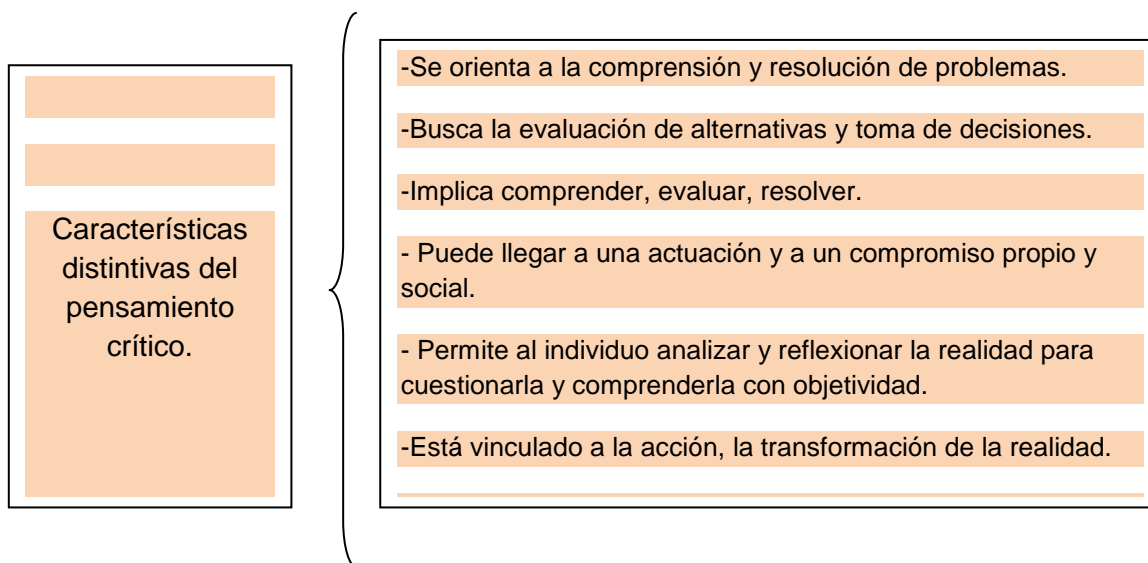 Características
distintivas del
pensamiento
crítico.
-Se orienta a la comprensión y resolución de problemas.
-Busca la evaluación de alternativas y toma de decisiones.
-Implica comprender, evaluar, resolver.
- Puede llegar a una actuación y a un compromiso propio y
social.
- Permite al individuo analizar y reflexionar la realidad para
cuestionarla y comprenderla con objetividad.
-Está vinculado a la acción, la transformación de la realidad.